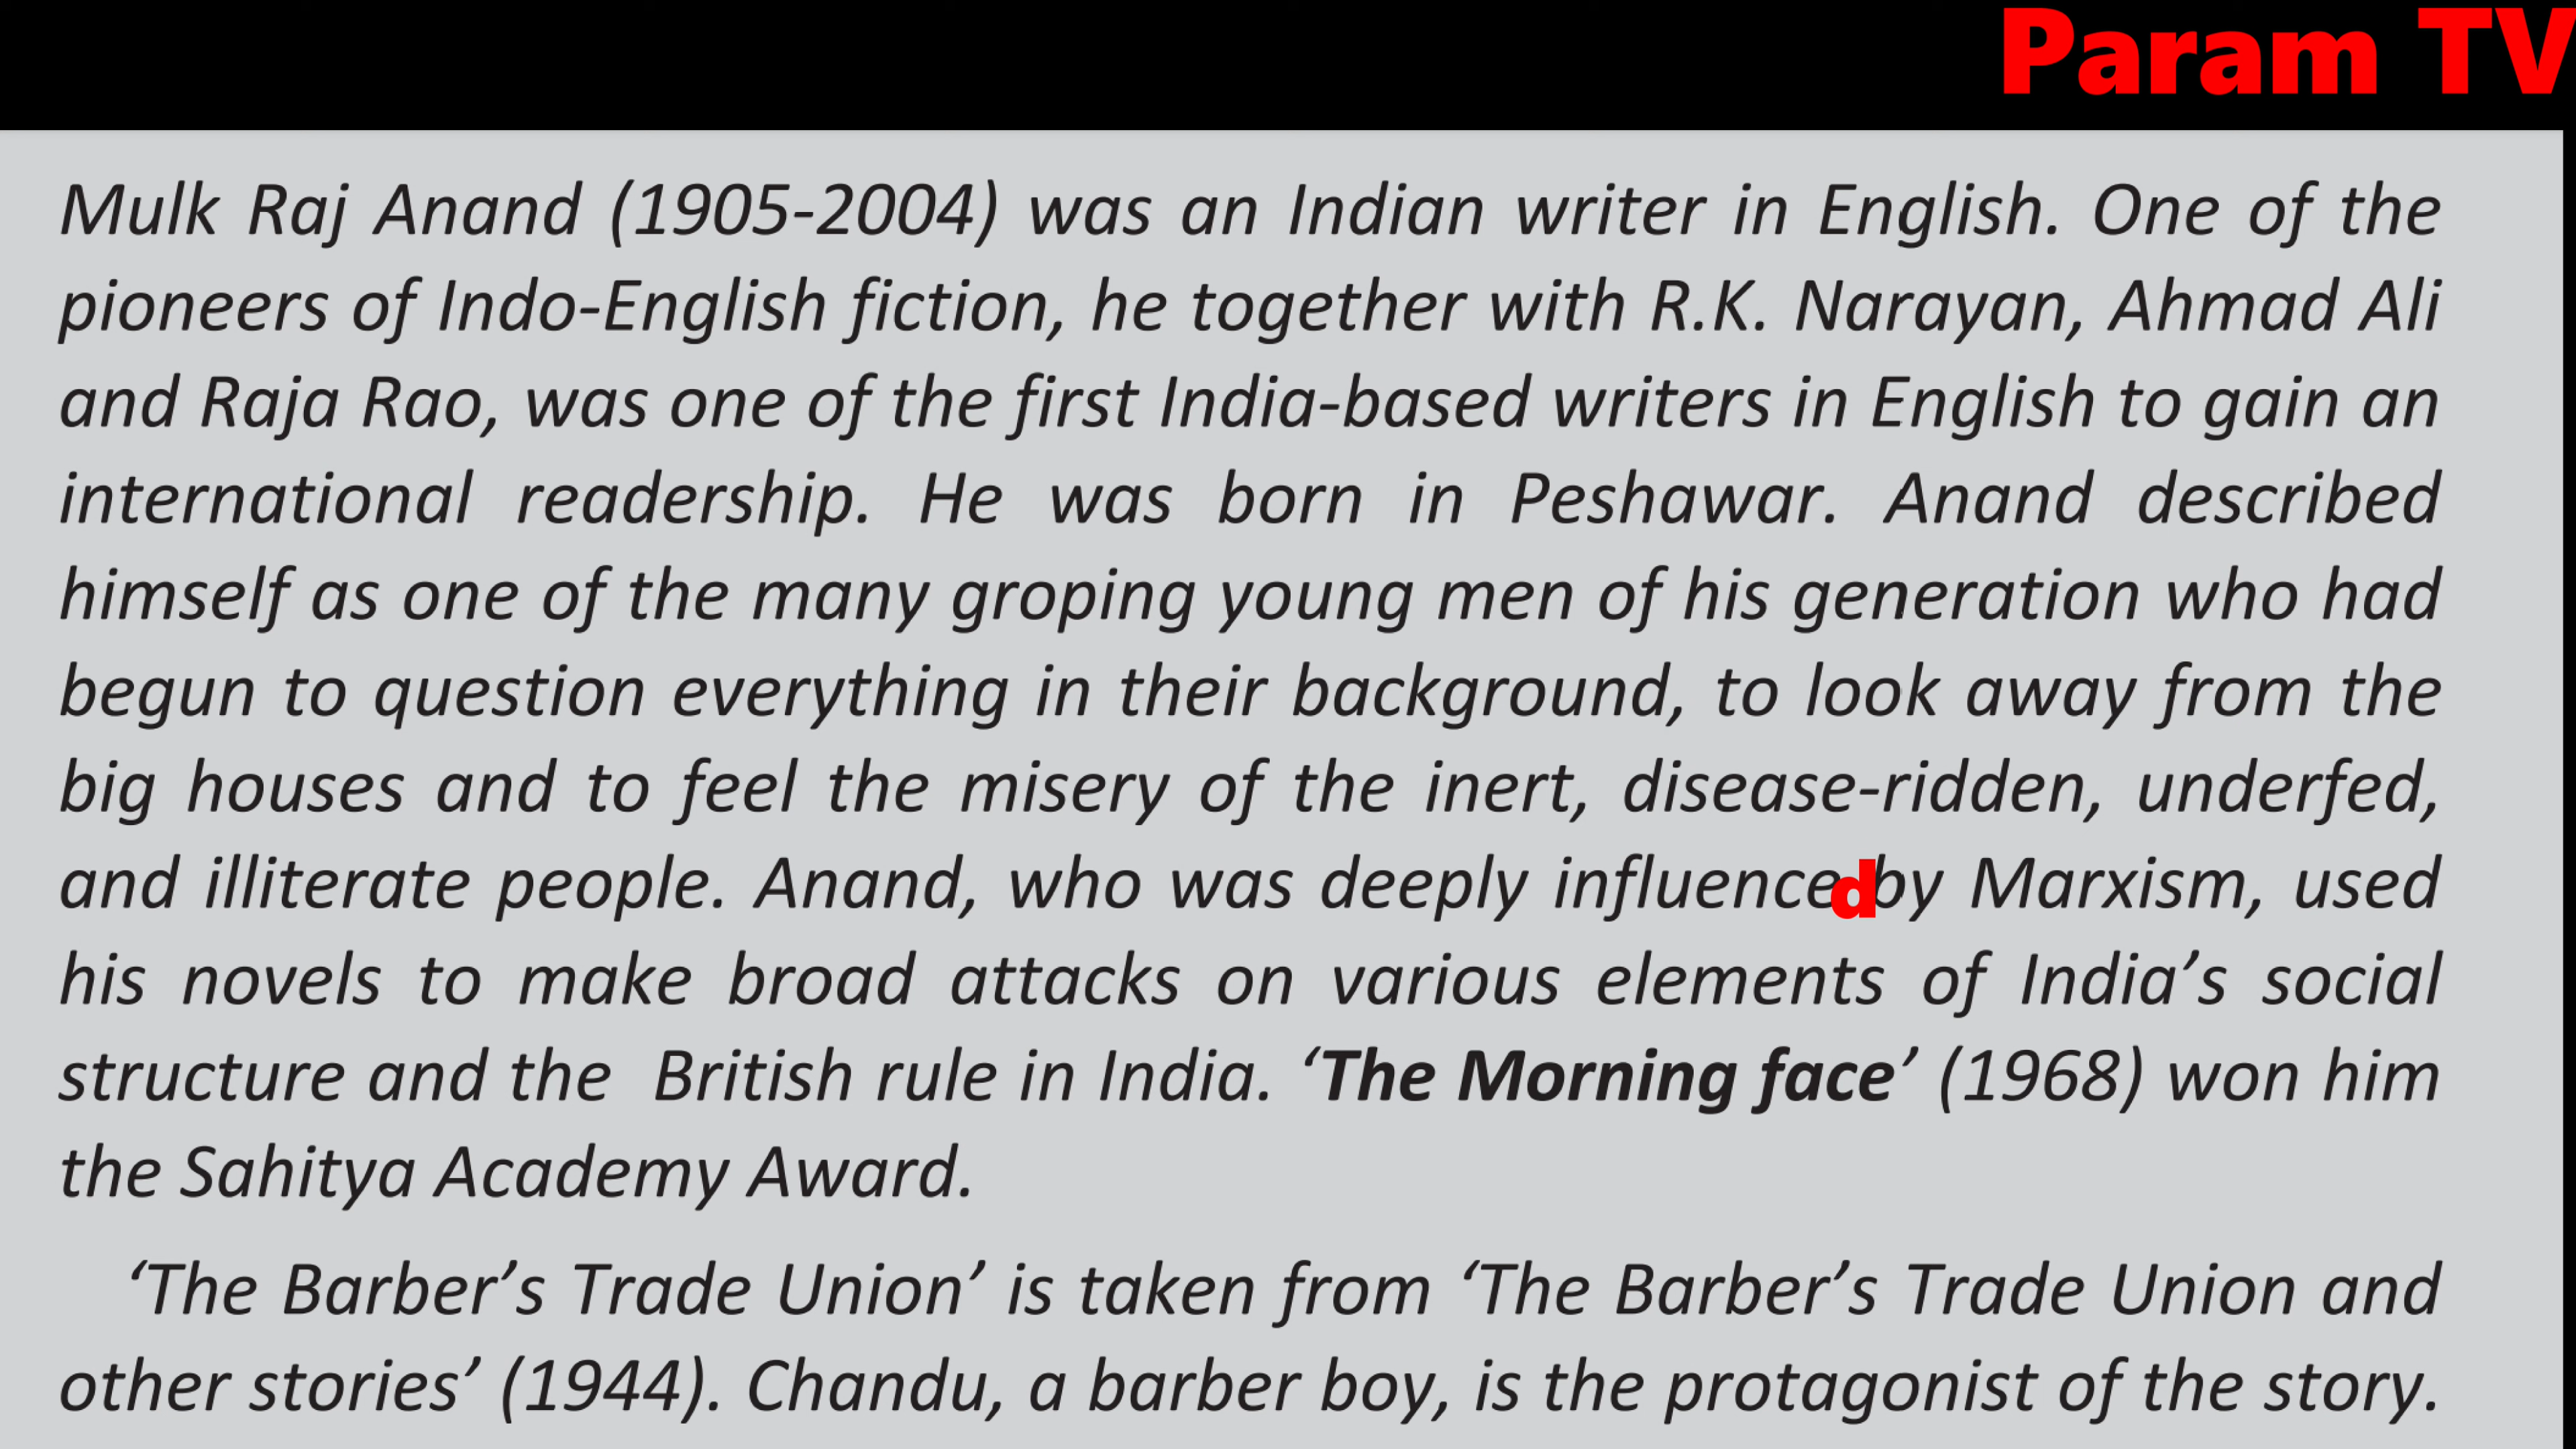 Param TV
Mulk Raj Anand (1905-2004) was an Indian writer in English. One of the
pioneers of Indo-English fiction, he together with R.K. Narayan, Ahmad Ali
and Raja Rao, was one of the first India-based writers in English to gain an
international readership. He was born in Peshawar. Anand described
himself as one of the many groping young men of his generation who had
begun to question everything in their background, to look away from the
big houses and to feel the misery of the inert, disease-ridden, underfed,
and illiterate people. Anand, who was deeply influenced by Marxism, used
his novels to make broad attacks on various elements of India’s social
structure and the  British rule in India. ‘The Morning face’ (1968) won him
the Sahitya Academy Award.
‘The Barber’s Trade Union’ is taken from ‘The Barber’s Trade Union and
other stories’ (1944). Chandu, a barber boy, is the protagonist of the story.